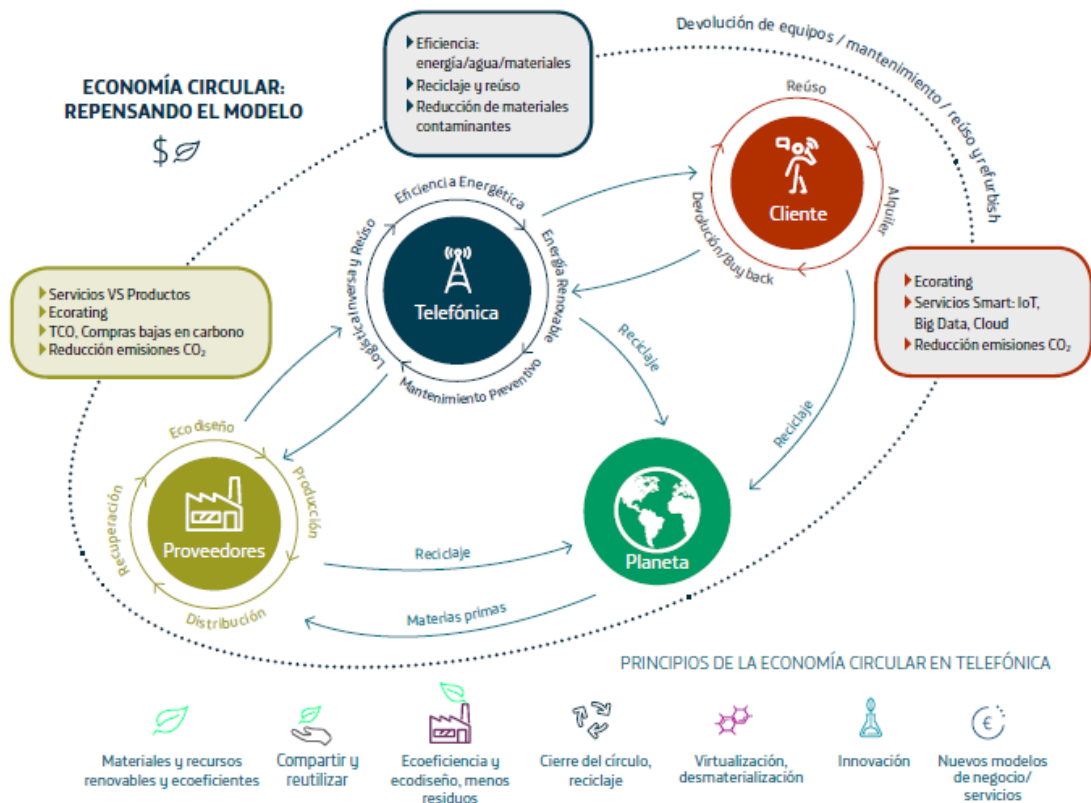 ECONOMÍA CIRCULAR:
REPENSANDO EL MODELO
$
Eficiencia:
energía/agua/materiales
Reciclaje y reúso
Reducción de materiales
contaminantes
Devolución de equipos / mantenimiento / reúso y refurbish
Reúso
Alquiler
Devolución/Buy back
Cliente
Eficiencia Energética
Energía Renovable
Mantenimiento Preventivo
Logística Inversa y Reúso
Telefónica
Servicios VS Productos
Ecorating
TCO, Compras bajas en carbono
Reducción emisiones CO₂
Ecorating
Servicios Smart: IoT,
Big Data, Cloud
Reducción emisiones CO₂
Reciclaje
Reciclaje
Ecodiseño
Producción
Distribución
Recuperación
Proveedores
Planeta
Reciclaje
Materias primas
PRINCIPIOS DE LA ECONOMÍA CIRCULAR EN TELEFÓNICA
€
Materiales y recursos
renovables y ecoeficientes
Compartir y
reutilizar
Ecoeficiencia y
ecodiseño, menos
residuos
Cierre del círculo,
reciclaje
Virtualización,
desmaterialización
Innovación
Nuevos modelos
de negocio/
servicios